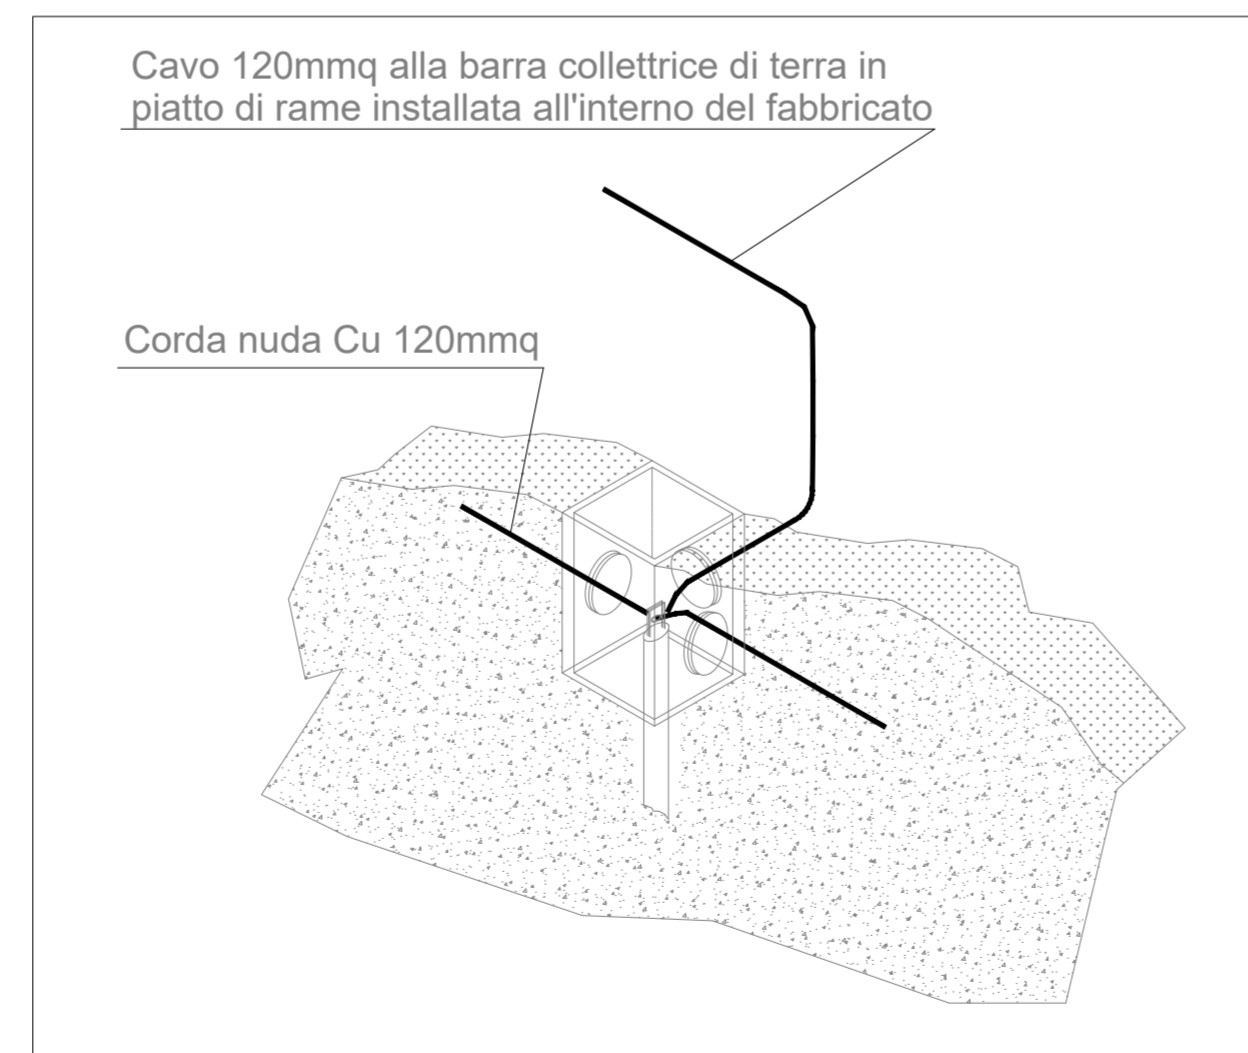 Cavo 120mmq alla barra collettrice di terra in
piatto di rame installata all'interno del fabbricato
Corda nuda Cu 120mmq